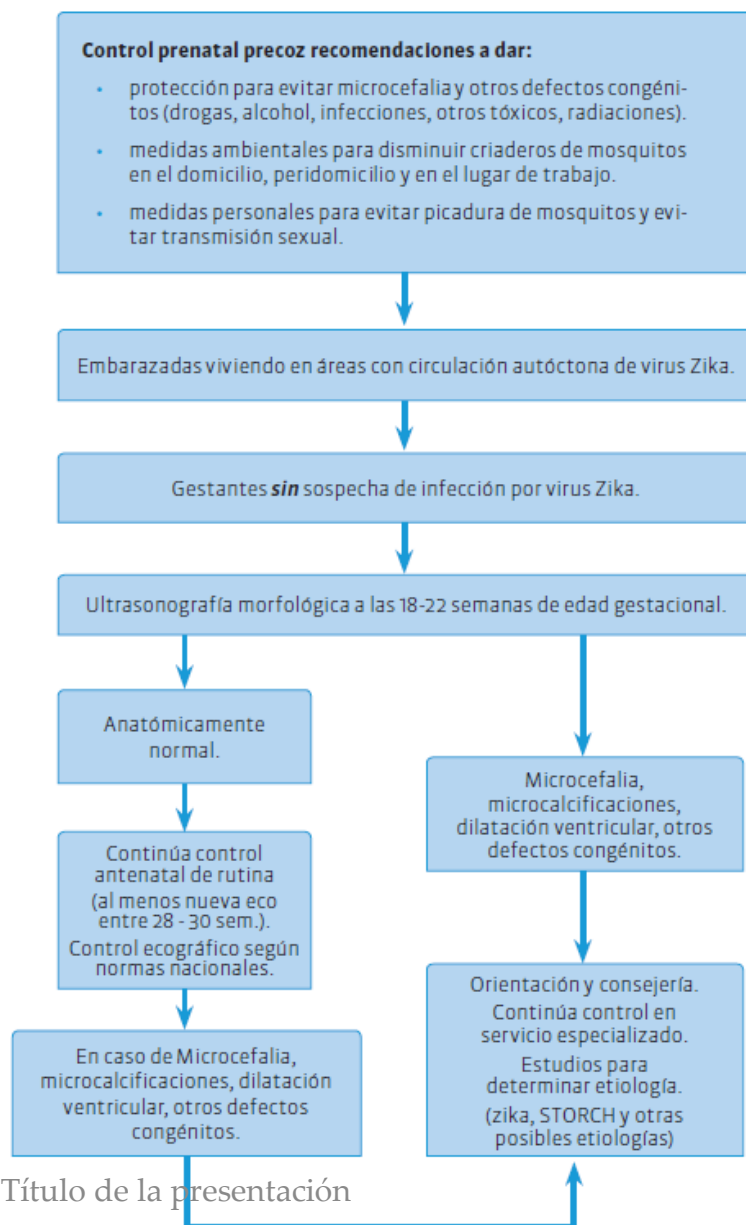 Control prenatal precoz recomendaciones a dar:
• protección para evitar microcefalia y otros defectos congéni-
tos (drogas, alcohol, infecciones, otros tóxicos, radiaciones).
• medidas ambientales para disminuir criaderos de mosquitos
en el domicilio, peridomicilio y en el lugar de trabajo.
• medidas personales para evitar picadura de mosquitos y evi-
tar transmisión sexual.
Embarazadas viviendo en áreas con circulación autóctona de virus Zika.
Gestantes sin sospecha de infección por virus Zika.
Ultrasonografía morfológica a las 18-22 semanas de edad gestacional.
Anatómicamente
normal.
Continúa control
antenatal de rutina
(al menos nueva eco
entre 28 - 30 sem.).
Control ecográfico según
normas nacionales.
En caso de Microcefalia,
microcalcificaciones, dilatación
ventricular, otros defectos
congénitos.
Microcefalia,
microcalcificaciones,
dilatación ventricular, otros
defectos congénitos.
Orientación y consejería.
Continúa control en
servicio especializado.
Estudios para
determinar etiología.
(zika, STORCH y otras
posibles etiologías)
Título de la presentación